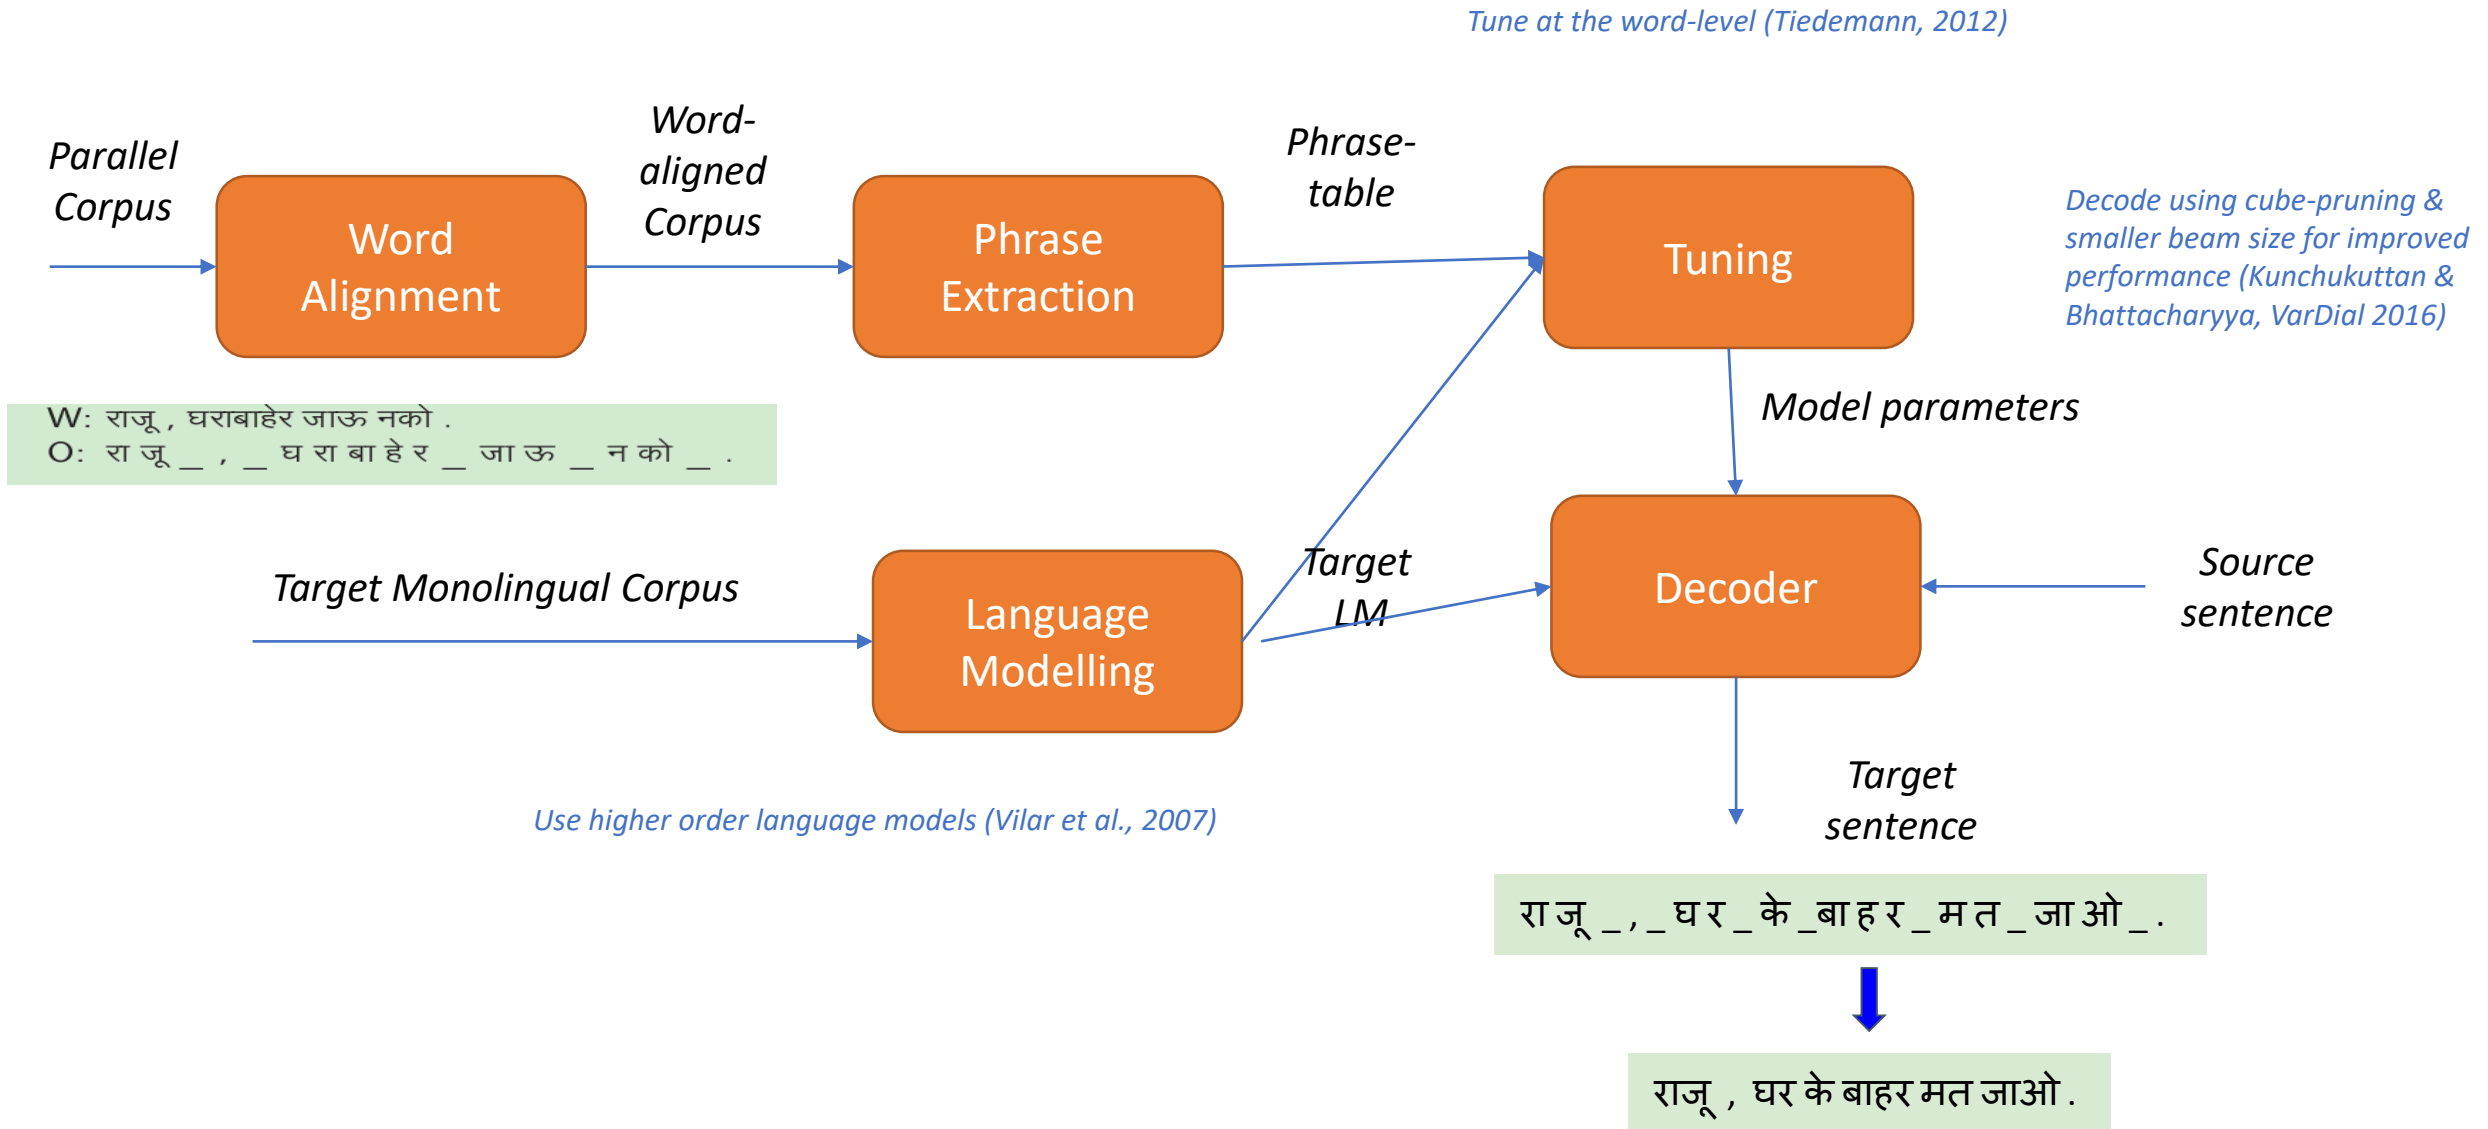 Tune at the word-level (Tiedemann, 2012)
Parallel
Corpus
Word-
aligned
Corpus
Phrase-
table
Word
Alignment
Phrase
Extraction
Tuning
Decode using cube-pruning &
smaller beam size for improved
performance (Kunchukuttan &
Bhattacharyya, VarDial 2016)
Model parameters
W: राजू , घराबाहेर जाऊ नको .
O: रा जू _ , _ घ रा बा हे र _ जा ऊ _ न को _ .
Target Monolingual Corpus
Language
Modelling
Target
LM
Decoder
Source
sentence
Use higher order language models (Vilar et al., 2007)
Target
sentence
रा जू _ , _ घ र _ के _बा ह र _ म त _ जा ओ _ .
राजू , घर के बाहर मत जाओ .